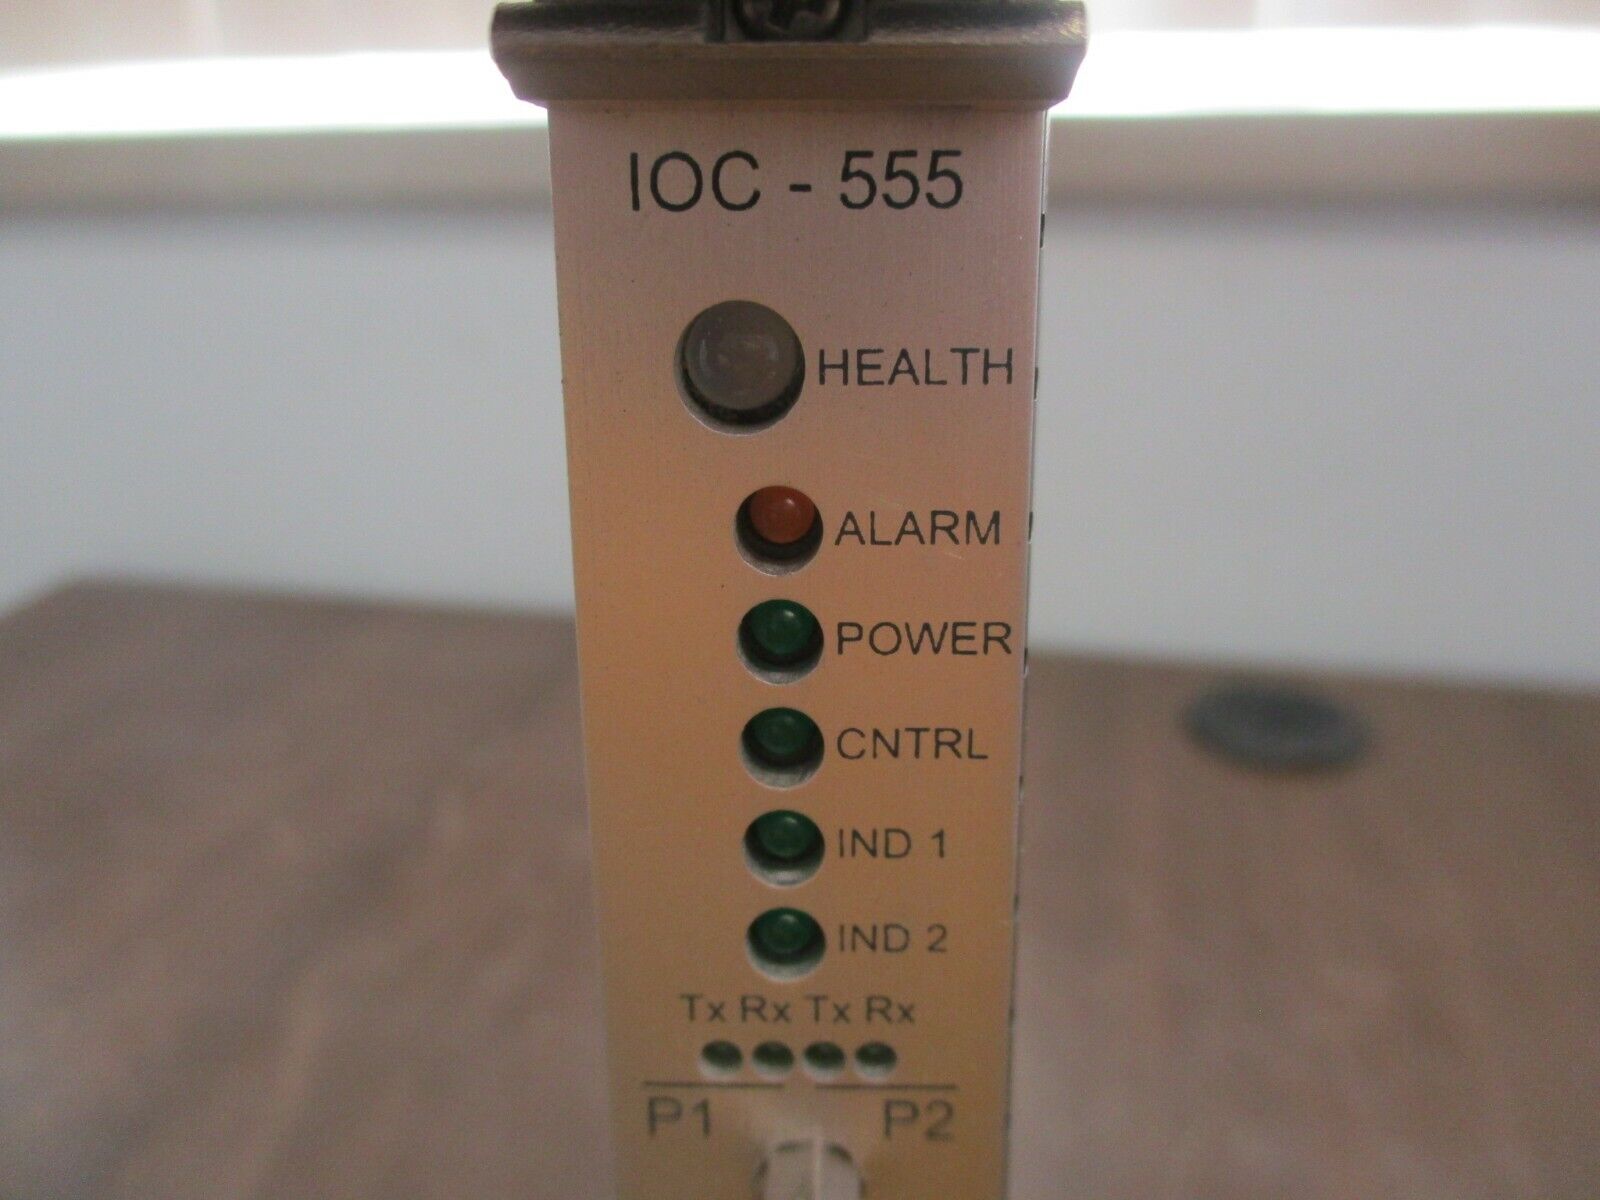 IOC - 555
HEALTH
ALARM
POWER
CNTRL
IND 1
IND 2
Tx Rx Tx Rx
P1 P2